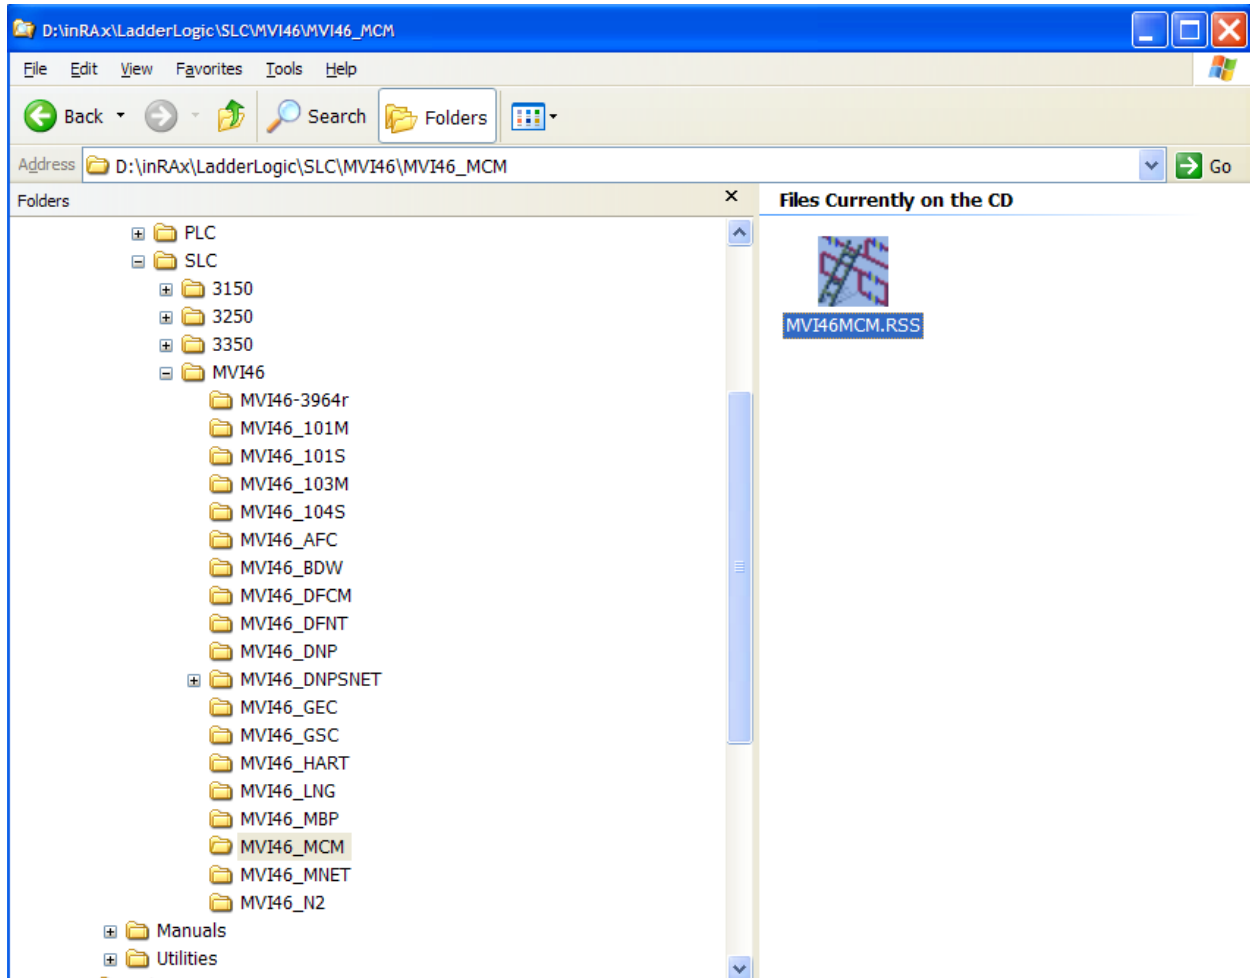 D:\inRAx\LadderLogic\SLC\MVI46\MVI46_MCM
File Edit View Favorites Tools Help
Back Search Folders
Address D:\inRAx\LadderLogic\SLC\MVI46\MVI46_MCM Go
Folders
Files Currently on the CD
PLC
SLC
3150
3250
3350
MVI46
MVI46-3964r
MVI46_101M
MVI46_101S
MVI46_103M
MVI46_104S
MVI46_AFC
MVI46_BDW
MVI46_DFCM
MVI46_DFNT
MVI46_DNP
MVI46_DNPSNET
MVI46_GEC
MVI46_GSC
MVI46_HART
MVI46_LNG
MVI46_MBP
MVI46_MCM
MVI46_MNET
MVI46_N2
Manuals
Utilities
MVI46MCM.RSS